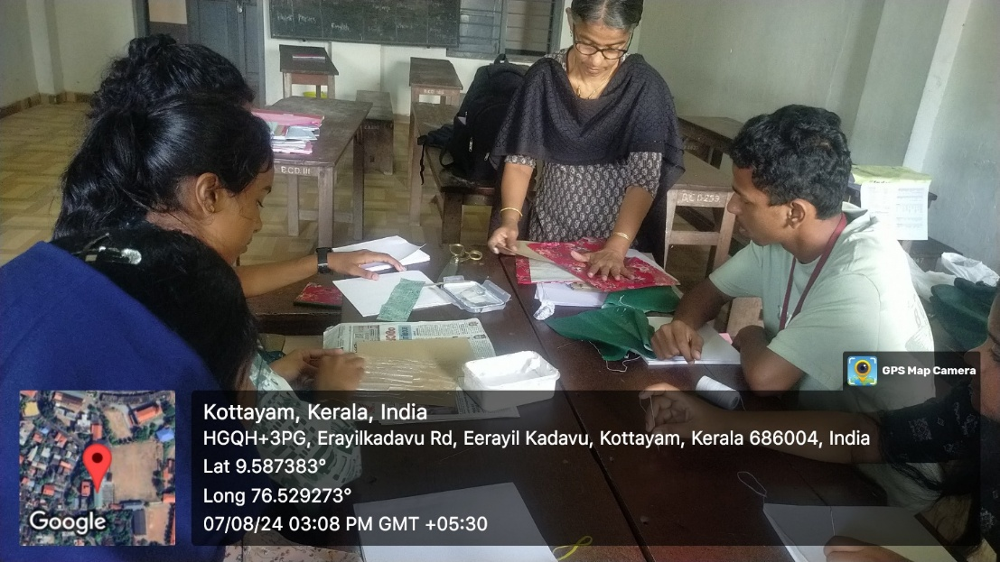 B.C.D. 111
GPS Map Camera
Google
Kottayam, Kerala, India
HGQH+3PG, Erayilkadavu Rd, Eerayil Kadavu, Kottayam, Kerala 686004, India
Lat 9.587383°
Long 76.529273°
07/08/24 03:08 PM GMT +05:30